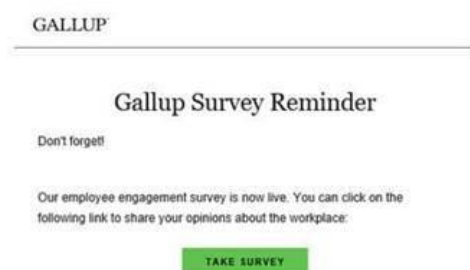 GALLUP
Gallup Survey Reminder
Don't forget!
Our employee engagement survey is now live. You can click on the
following link to share your opinions about the workplace:
TAKE SURVEY